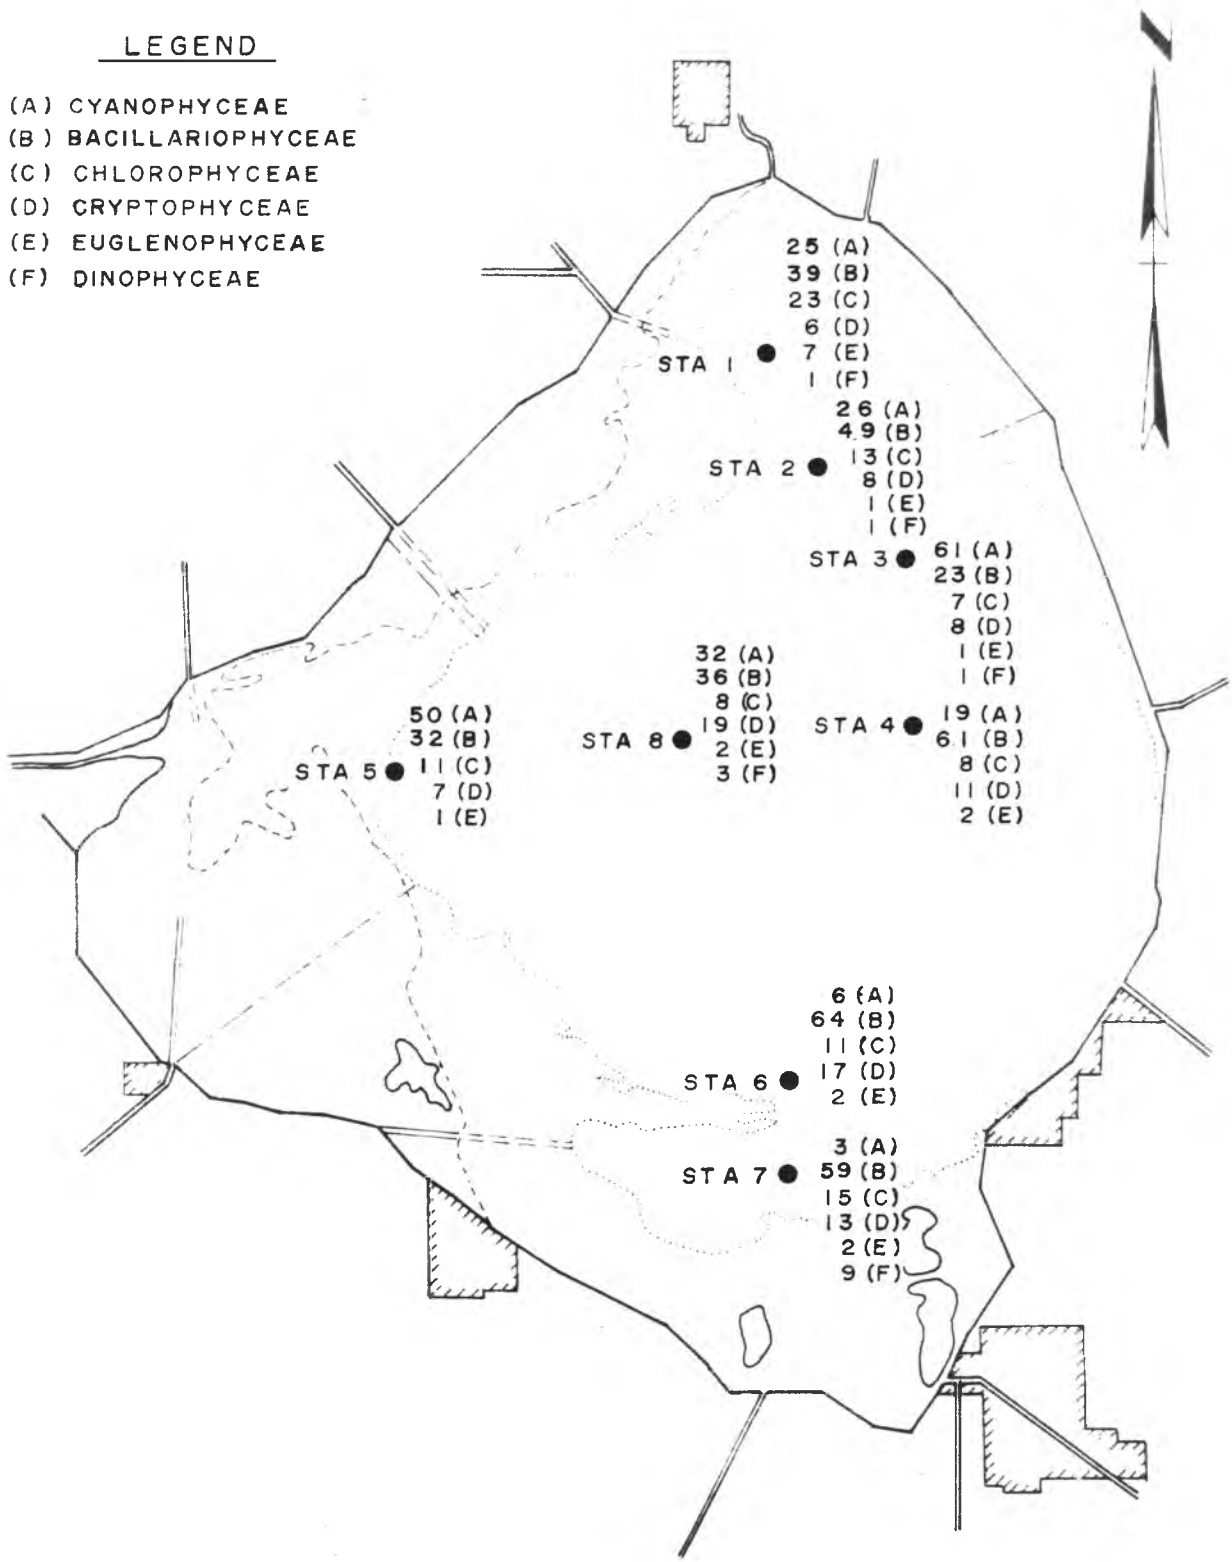 LEGEND
(A) CYANOPHYCEAE
(B) BACILLARIOPHYCEAE
(C) CHLOROPHYCEAE
(D) CRYPTOPHYCEAE
(E) EUGLENOPHYCEAE
(F) DINOPHYCEAE
N
STA 1
25 (A)
39 (B)
23 (C)
6 (D)
7 (E)
1 (F)
STA 2
26 (A)
49 (B)
13 (C)
8 (D)
1 (E)
1 (F)
STA 3
61 (A)
23 (B)
7 (C)
8 (D)
1 (E)
1 (F)
STA 8
32 (A)
36 (B)
8 (C)
19 (D)
2 (E)
3 (F)
STA 4
19 (A)
61 (B)
8 (C)
11 (D)
2 (E)
STA 5
50 (A)
32 (B)
11 (C)
7 (D)
1 (E)
STA 6
6 (A)
64 (B)
11 (C)
17 (D)
2 (E)
STA 7
3 (A)
59 (B)
15 (C)
13 (D)
2 (E)
9 (F)